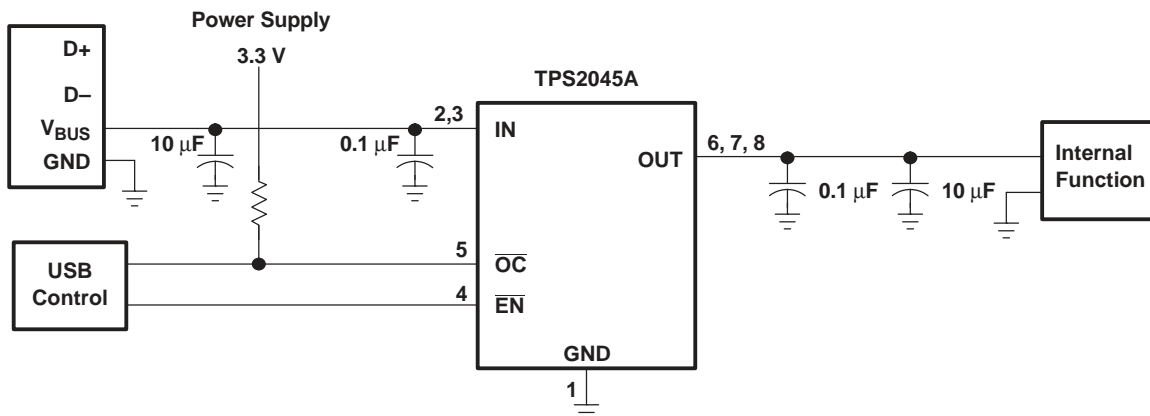 Power Supply
3.3 V
D+
D–
VBUS
GND
10 μF
0.1 μF
2,3
TPS2045A
IN
OUT
6, 7, 8
0.1 μF
10 μF
Internal
Function
USB
Control
5
OC
4
EN
GND
1